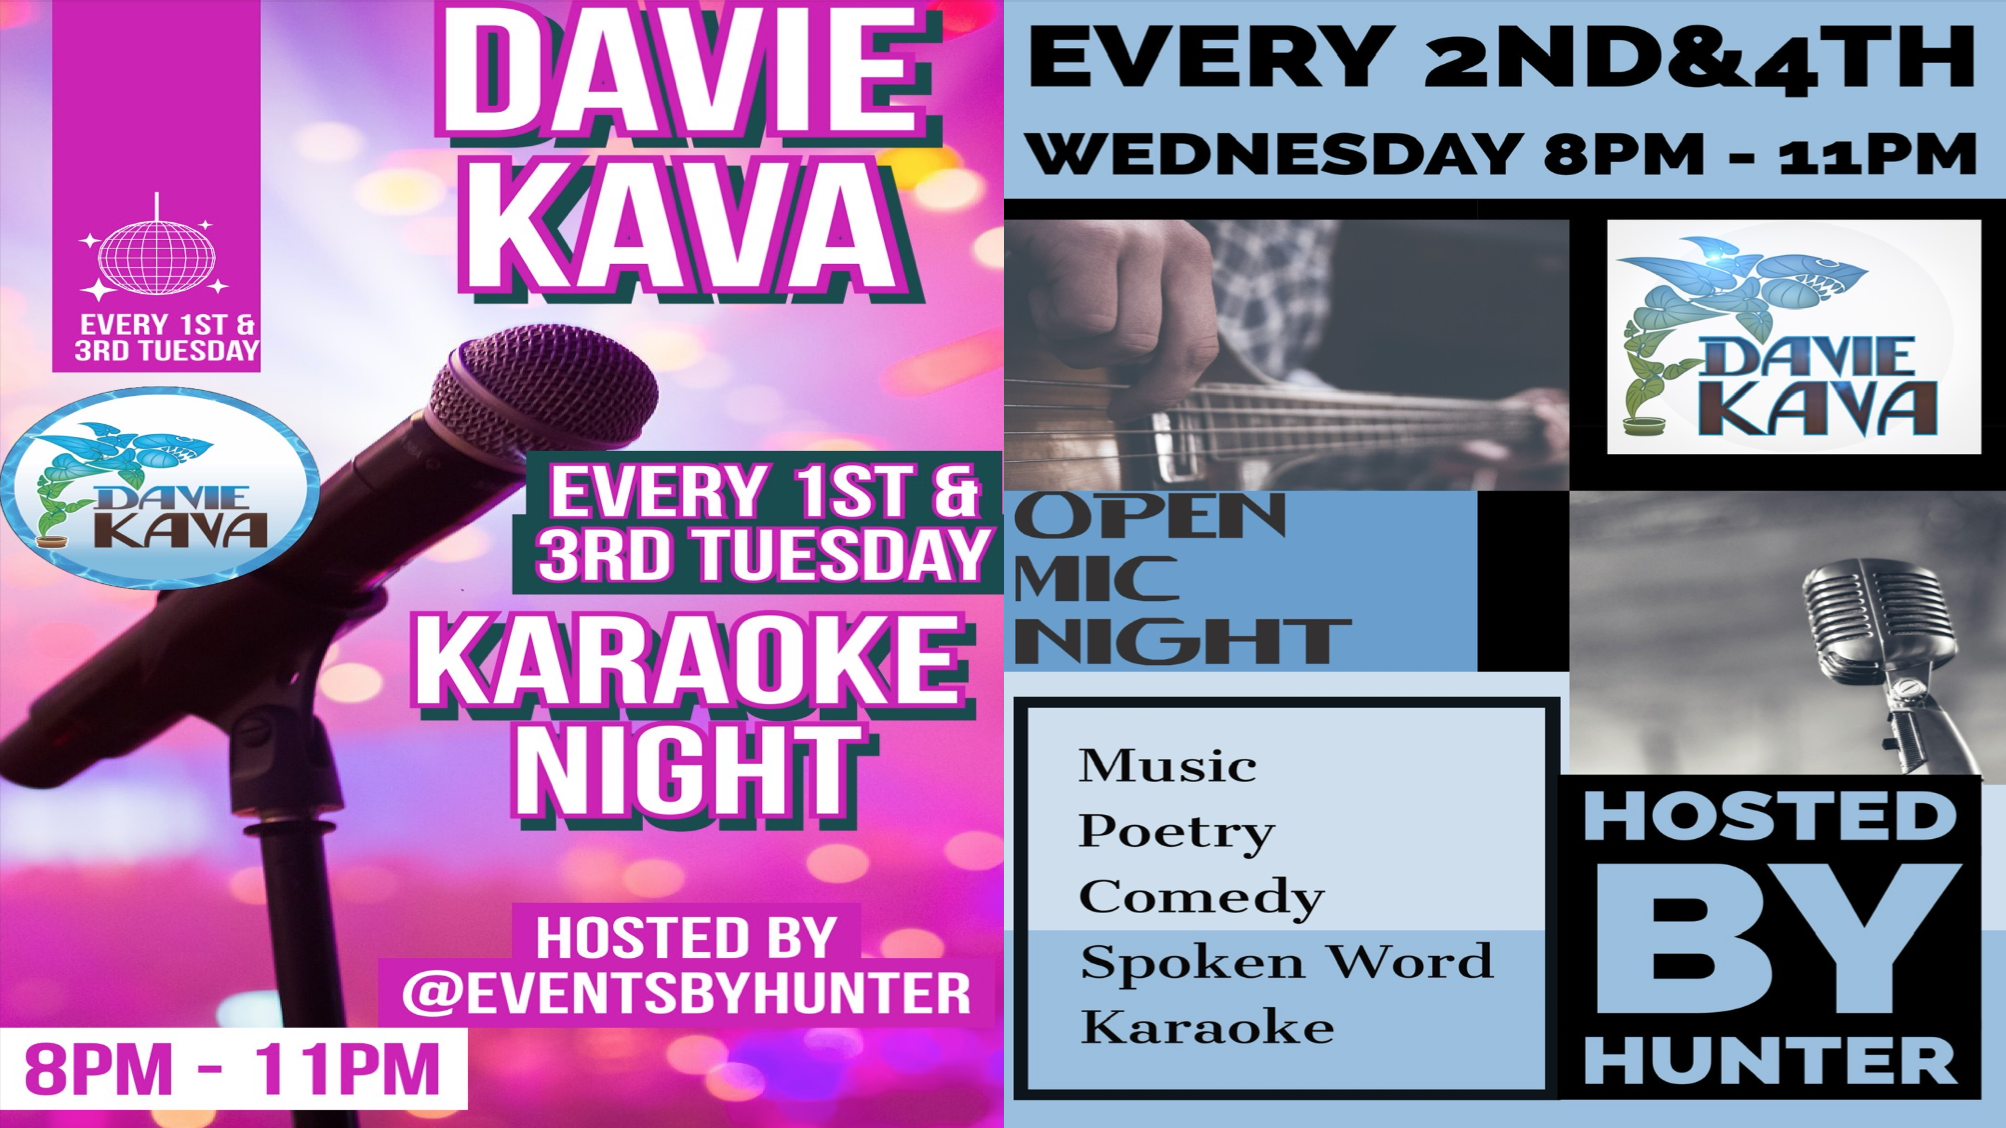 DAVIE
KAVA
EVERY 1ST &
3RD TUESDAY
DAVIE
KAVA
EVERY 1ST &
3RD TUESDAY
KARAOKE
NIGHT
HOSTED BY
@EVENTSBYHUNTER
8PM - 11PM
EVERY 2ND&4TH
WEDNESDAY 8PM - 11PM
DAVIE
KAVA
OPEN
MIC
NIGHT
Music
Poetry
Comedy
Spoken Word
Karaoke
HOSTED
BY
HUNTER